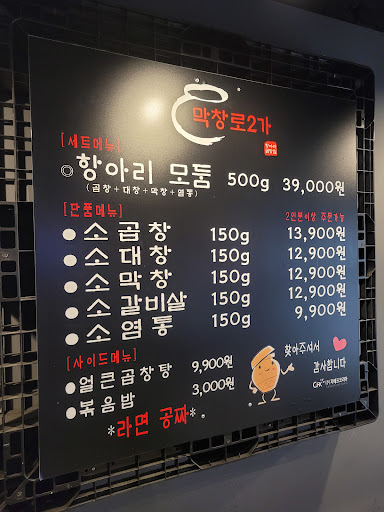 막창로2가
[세트메뉴]
◎ 항아리 모둠 500g 39,000원
(곱창+대창+막창+염통)
[단품메뉴] 2인분이상 주문가능
● 소 곱창 150g 13,900원
● 소 대창 150g 12,900원
● 소 막창 150g 12,900원
● 소 갈비살 150g 12,900원
● 소 염통 150g 9,900원
[사이드메뉴]
● 얼큰곱창탕 9,900원
● 볶음밥 3,000원
*라면 공짜*
찾아주셔서
감사합니다